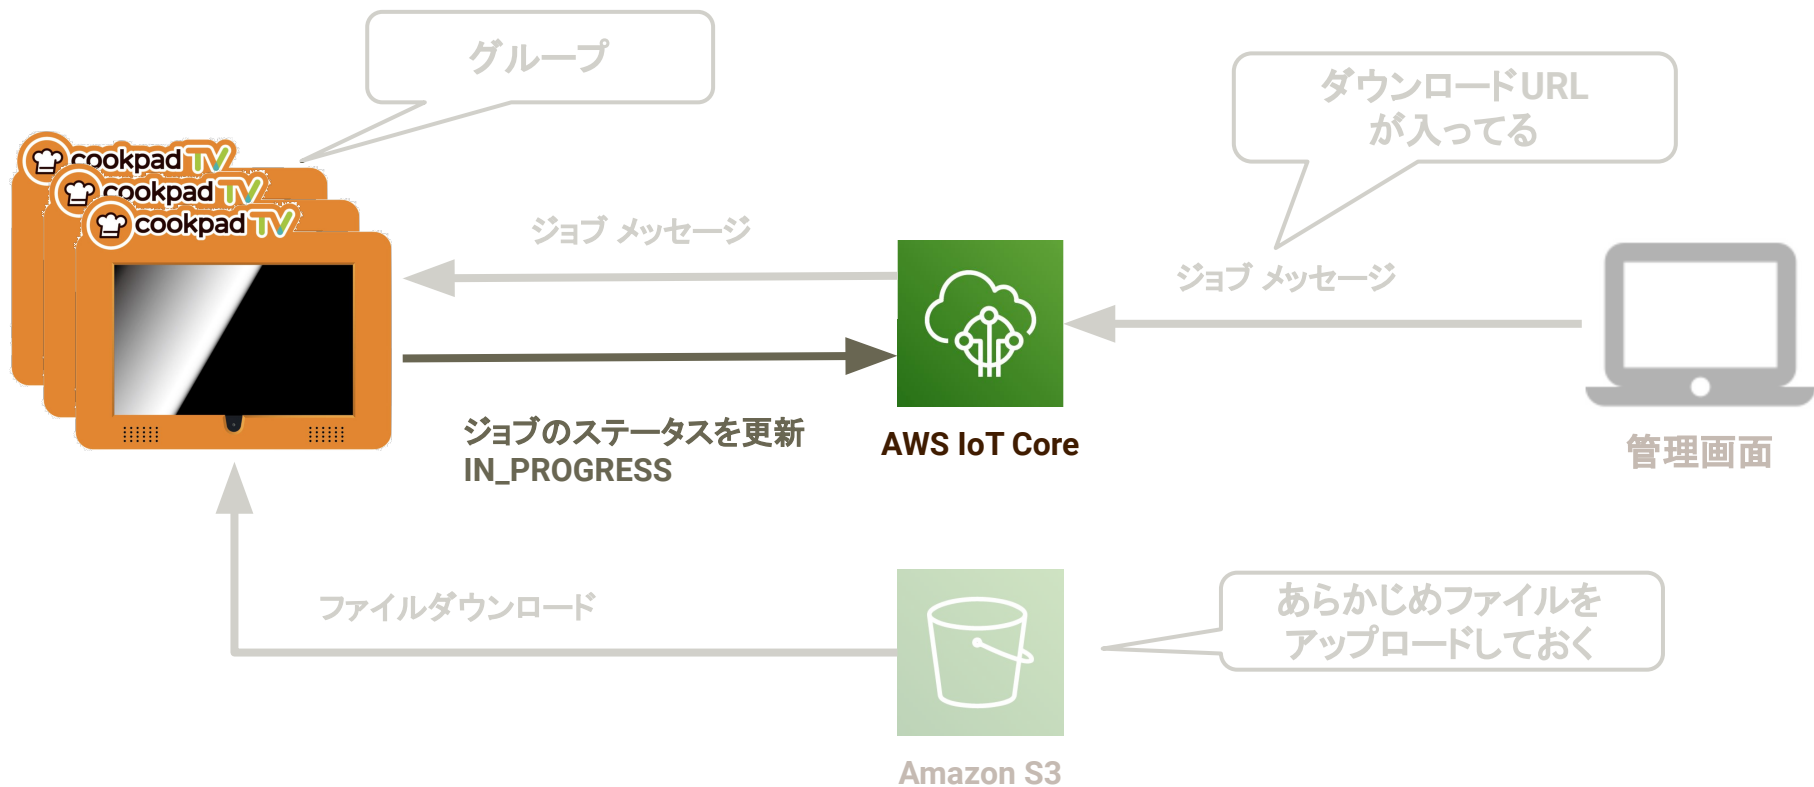 グループ
ダウンロードURL
が入ってる
cookpad TV
cookpad TV
cookpad TV
ジョブ メッセージ
ジョブ メッセージ
ジョブのステータスを更新
IN_PROGRESS
AWS IoT Core
管理画面
ファイルダウンロード
あらかじめファイルを
アップロードしておく
Amazon S3